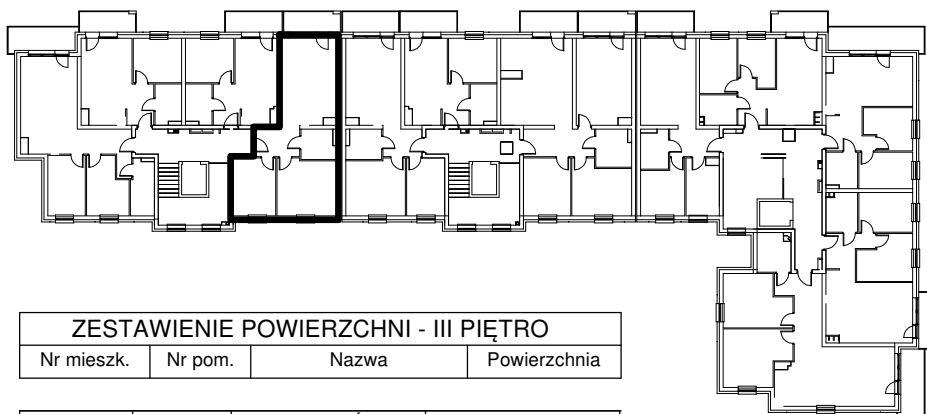 ZESTAWIENIE POWIERZCHNI - III PIĘTRO
Nr mieszk. Nr pom. Nazwa Powierzchnia